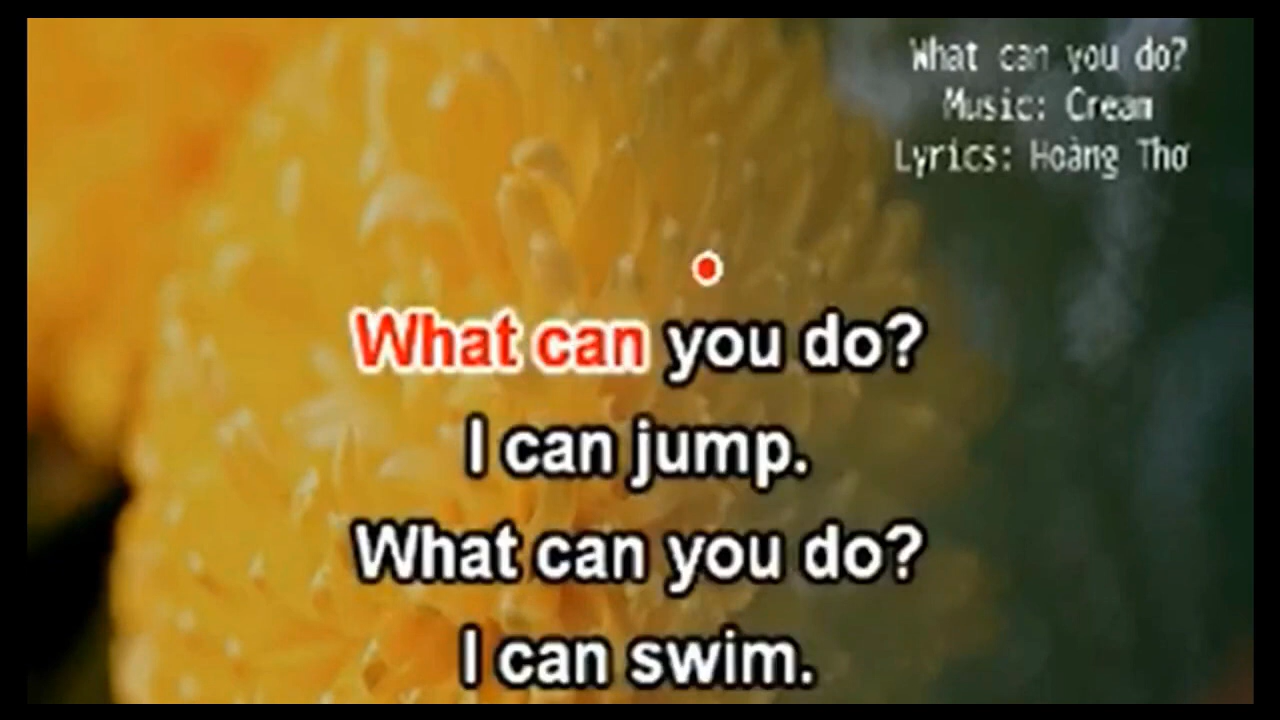 What can you do?
Music: Cream
Lyrics: Hoàng Thơ
What can you do?
I can jump.
What can you do?
I can swim.